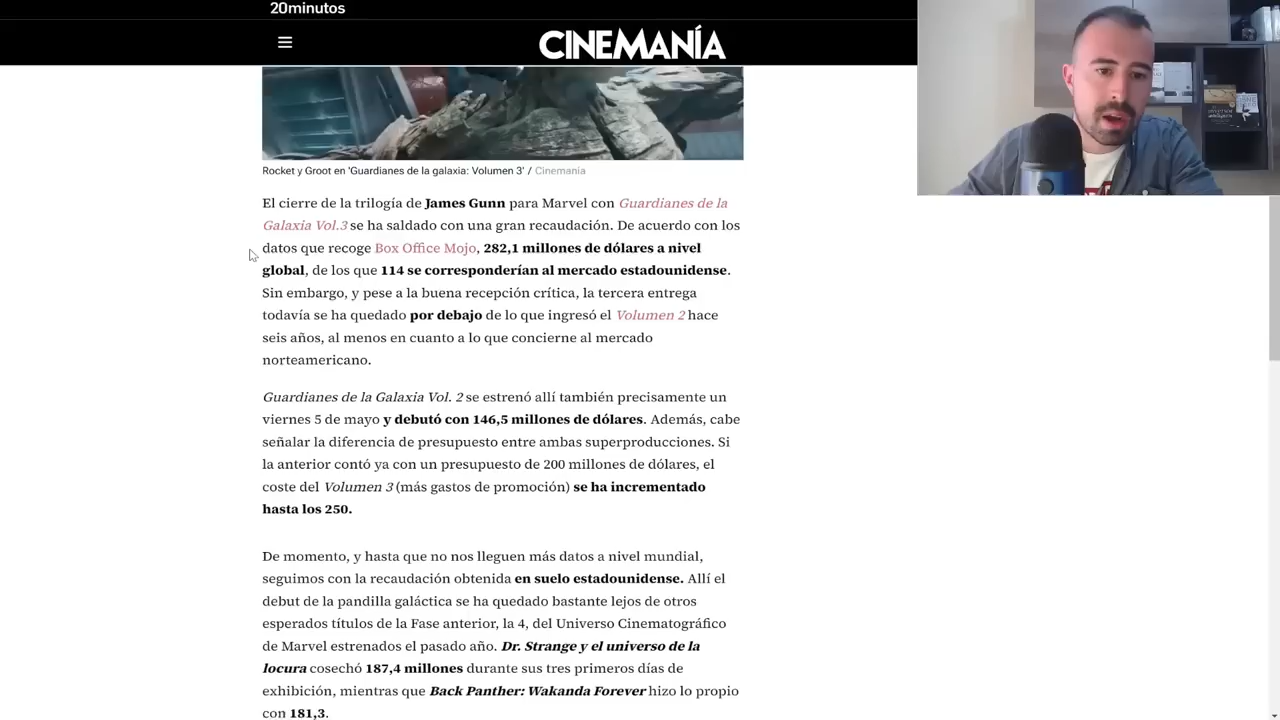 20minutos
CINEMANÍA
Rocket y Groot en 'Guardianes de la galaxia: Volumen 3' / Cinemanía
El cierre de la trilogía de James Gunn para Marvel con Guardianes de la
Galaxia Vol.3 se ha saldado con una gran recaudación. De acuerdo con los
datos que recoge Box Office Mojo, 282,1 millones de dólares a nivel
global, de los que 114 se corresponderían al mercado estadounidense.
Sin embargo, y pese a la buena recepción crítica, la tercera entrega
todavía se ha quedado por debajo de lo que ingresó el Volumen 2 hace
seis años, al menos en cuanto a lo que concierne al mercado
norteamericano.
Guardianes de la Galaxia Vol. 2 se estrenó allí también precisamente un
viernes 5 de mayo y debutó con 146,5 millones de dólares. Además, cabe
señalar la diferencia de presupuesto entre ambas superproducciones. Si
la anterior contó ya con un presupuesto de 200 millones de dólares, el
coste del Volumen 3 (más gastos de promoción) se ha incrementado
hasta los 250.
De momento, y hasta que no nos lleguen más datos a nivel mundial,
seguimos con la recaudación obtenida en suelo estadounidense. Allí el
debut de la pandilla galáctica se ha quedado bastante lejos de otros
esperados títulos de la Fase anterior, la 4, del Universo Cinematográfico
de Marvel estrenados el pasado año. Dr. Strange y el universo de la
locura cosechó 187,4 millones durante sus tres primeros días de
exhibición, mientras que Back Panther: Wakanda Forever hizo lo propio
con 181,3.